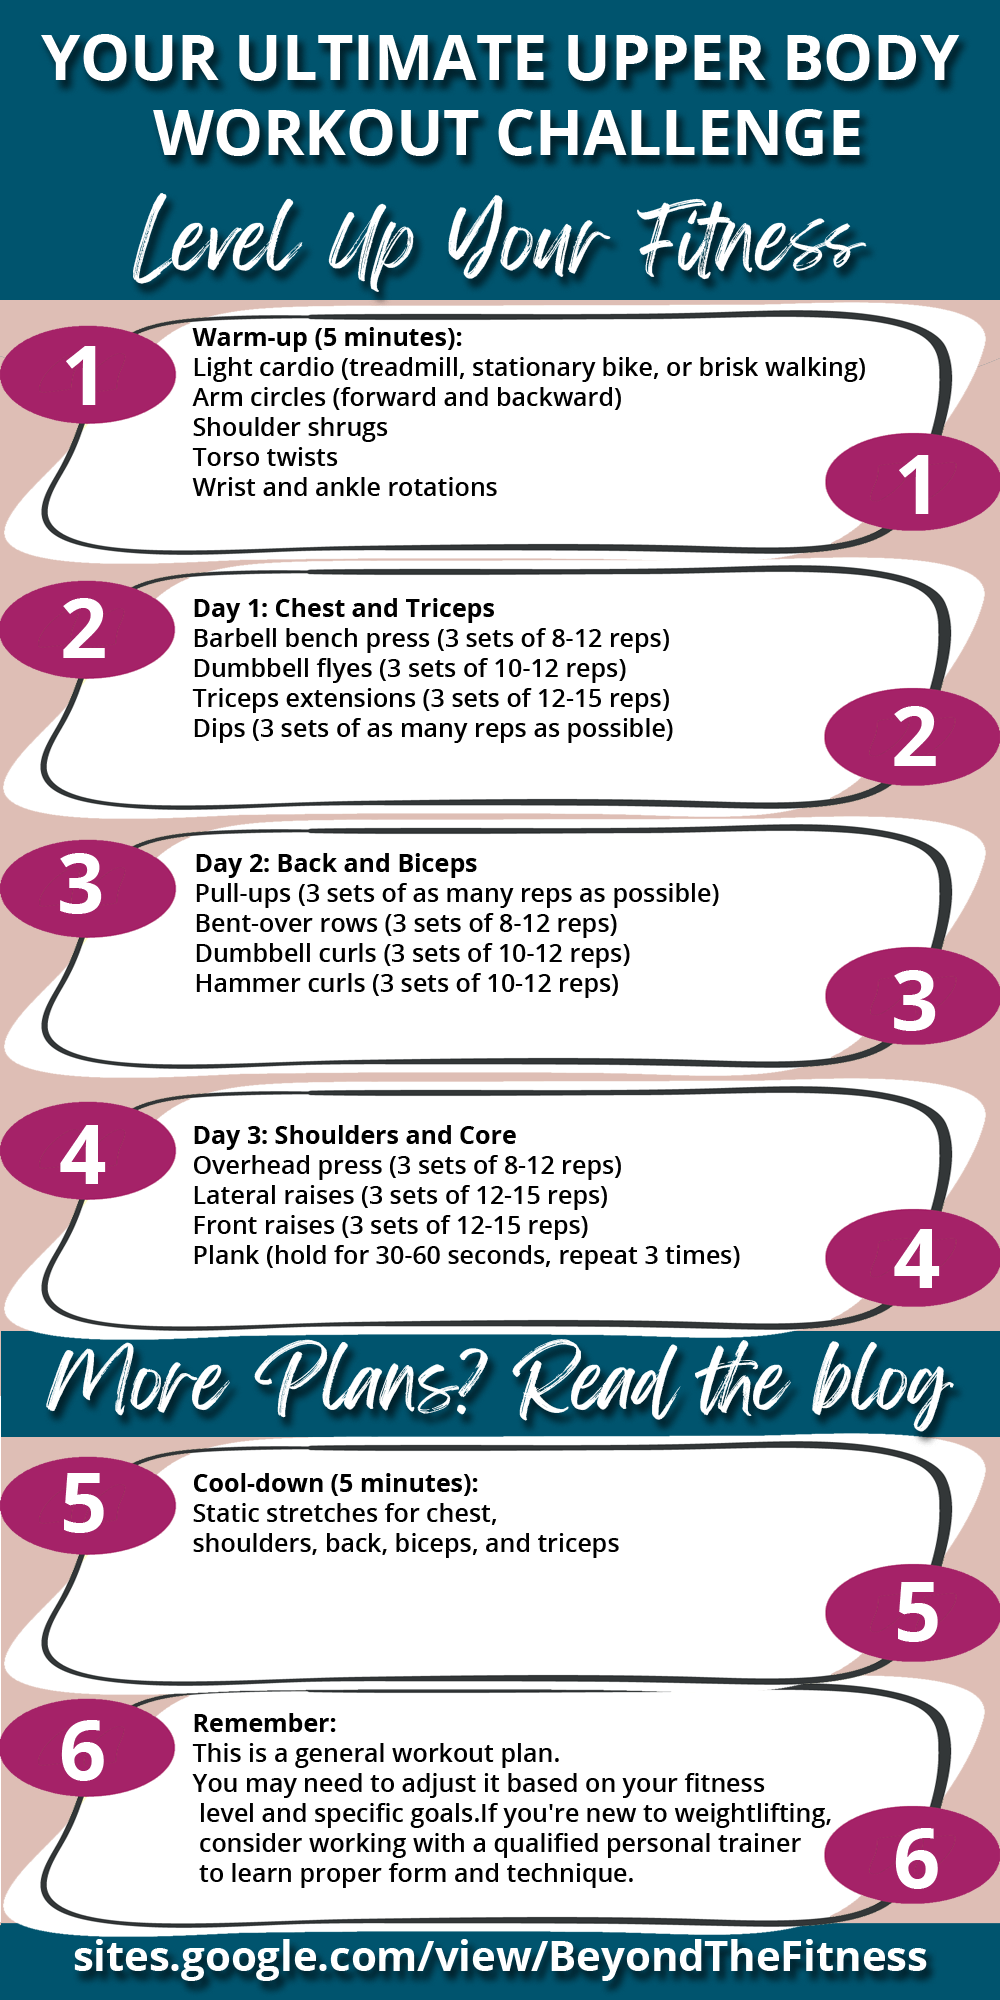 YOUR ULTIMATE UPPER BODY
WORKOUT CHALLENGE
Level Up Your Fitness
1
Warm-up (5 minutes):
Light cardio (treadmill, stationary bike, or brisk walking)
Arm circles (forward and backward)
Shoulder shrugs
Torso twists
Wrist and ankle rotations
1
2
Day 1: Chest and Triceps
Barbell bench press (3 sets of 8-12 reps)
Dumbbell flyes (3 sets of 10-12 reps)
Triceps extensions (3 sets of 12-15 reps)
Dips (3 sets of as many reps as possible)
2
3
Day 2: Back and Biceps
Pull-ups (3 sets of as many reps as possible)
Bent-over rows (3 sets of 8-12 reps)
Dumbbell curls (3 sets of 10-12 reps)
Hammer curls (3 sets of 10-12 reps)
3
4
Day 3: Shoulders and Core
Overhead press (3 sets of 8-12 reps)
Lateral raises (3 sets of 12-15 reps)
Front raises (3 sets of 12-15 reps)
Plank (hold for 30-60 seconds, repeat 3 times)
4
More Plans? Read the blog
5
Cool-down (5 minutes):
Static stretches for chest,
shoulders, back, biceps, and triceps
5
6
Remember:
This is a general workout plan.
You may need to adjust it based on your fitness
level and specific goals.If you're new to weightlifting,
consider working with a qualified personal trainer
to learn proper form and technique.
6
sites.google.com/view/BeyondTheFitness